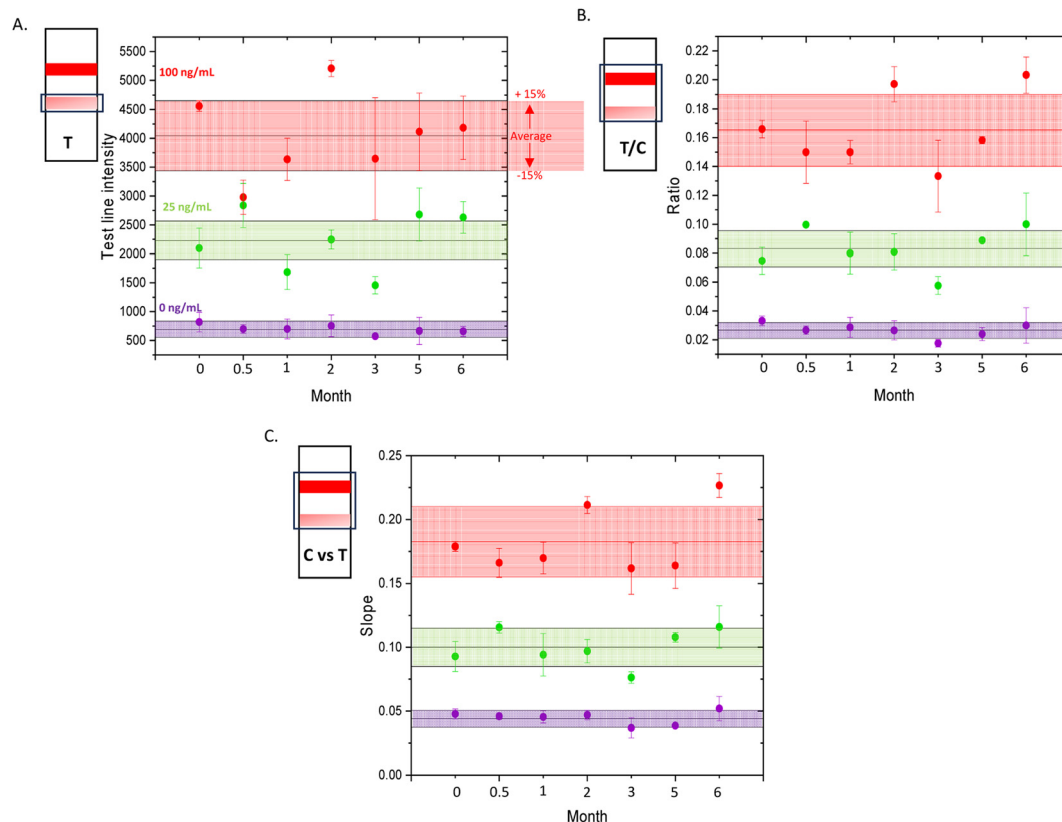 A.
T
Test line intensity
5500
5000
4500
4000
3500
3000
2500
2000
1500
1000
500
100 ng/mL
25 ng/mL
0 ng/mL
0 0.5 1 2 3 5 6
Month
+ 15%
Average
-15%
B.
T/C
Ratio
0.20
0.18
0.16
0.14
0.12
0.10
0.08
0.06
0.04
0.02
0 0.5 1 2 3 5 6
Month
C.
C vs T
Slope
0.25
0.20
0.15
0.10
0.05
0.00
0 0.5 1 2 3 5 6
Month